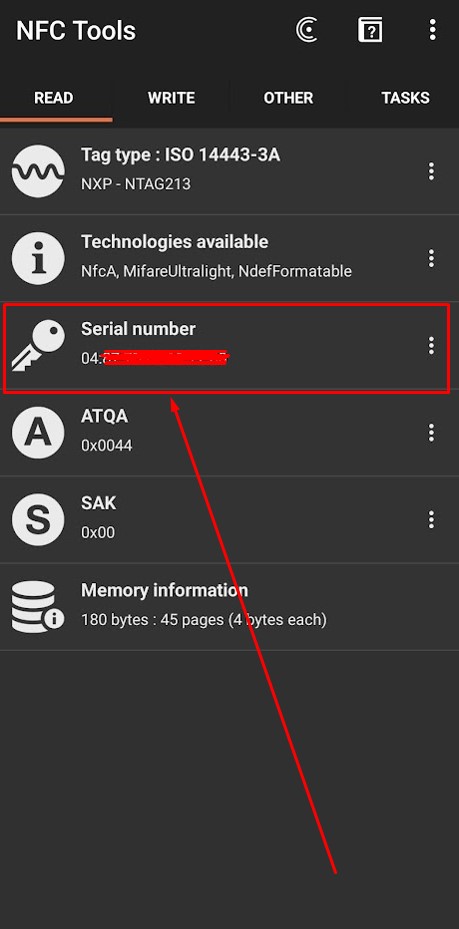 NFC Tools
READ WRITE OTHER TASKS
Tag type : ISO 14443-3A
NXP - NTAG213
i
Technologies available
NfcA, MifareUltralight, NdefFormatable
Serial number
04:
A
ATQA
0x0044
S
SAK
0x00
Memory information
180 bytes : 45 pages (4 bytes each)